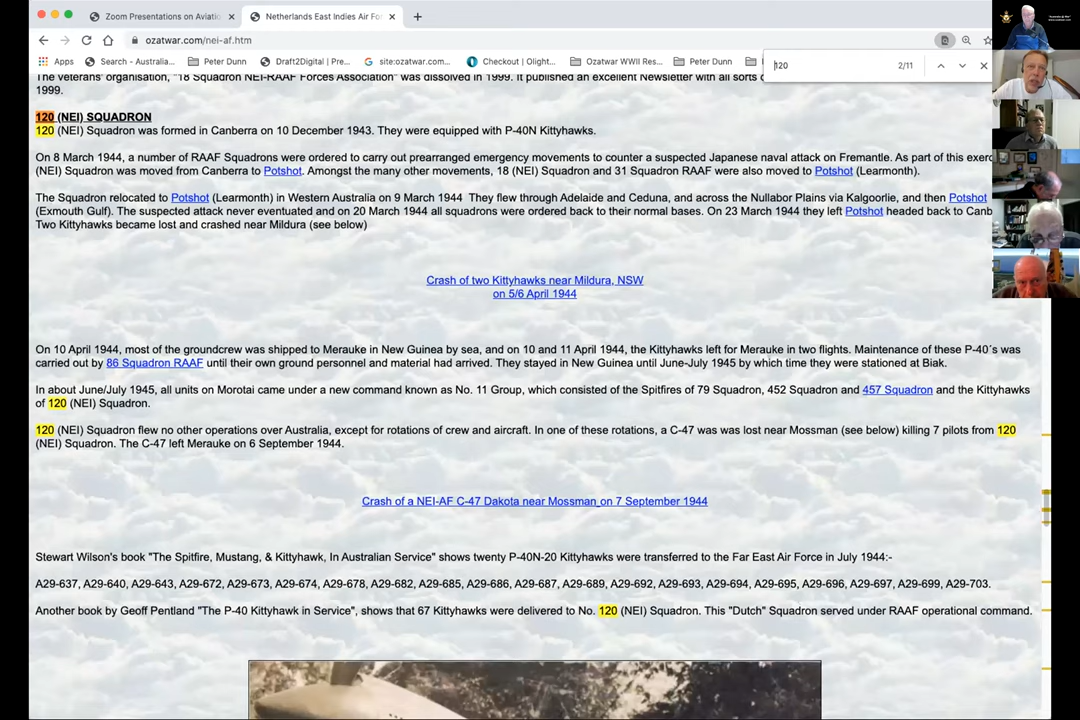 Zoom Presentations on Aviatio
Netherlands East Indies Air For
ozatwar.com/nei-af.htm
Apps
Search - Australia...
Peter Dunn
Draft2Digital | Pre...
site:ozatwar.com...
Checkout | Olight...
Ozatwar WWII Res...
Peter Dunn
120
2/11
The veterans' organisation, "18 Squadron NEI-RAAF Forces Association" was dissolved in 1999. It published an excellent Newsletter with all sorts
1999.
120 (NEI) SQUADRON
120 (NEI) Squadron was formed in Canberra on 10 December 1943. They were equipped with P-40N Kittyhawks.
On 8 March 1944, a number of RAAF Squadrons were ordered to carry out prearranged emergency movements to counter a suspected Japanese naval attack on Fremantle. As part of this exerc
(NEI) Squadron was moved from Canberra to Potshot. Amongst the many other movements, 18 (NEI) Squadron and 31 Squadron RAAF were also moved to Potshot (Learmonth).
The Squadron relocated to Potshot (Learmonth) in Western Australia on 9 March 1944 They flew through Adelaide and Ceduna, and across the Nullabor Plains via Kalgoorlie, and then Potshot
(Exmouth Gulf). The suspected attack never eventuated and on 20 March 1944 all squadrons were ordered back to their normal bases. On 23 March 1944 they left Potshot headed back to Canb
Two Kittyhawks became lost and crashed near Mildura (see below)
Crash of two Kittyhawks near Mildura, NSW
on 5/6 April 1944
On 10 April 1944, most of the groundcrew was shipped to Merauke in New Guinea by sea, and on 10 and 11 April 1944, the Kittyhawks left for Merauke in two flights. Maintenance of these P-40´s was
carried out by 86 Squadron RAAF until their own ground personnel and material had arrived. They stayed in New Guinea until June-July 1945 by which time they were stationed at Biak.
In about June/July 1945, all units on Morotai came under a new command known as No. 11 Group, which consisted of the Spitfires of 79 Squadron, 452 Squadron and 457 Squadron and the Kittyhawks
of 120 (NEI) Squadron.
120 (NEI) Squadron flew no other operations over Australia, except for rotations of crew and aircraft. In one of these rotations, a C-47 was was lost near Mossman (see below) killing 7 pilots from 120
(NEI) Squadron. The C-47 left Merauke on 6 September 1944.
Crash of a NEI-AF C-47 Dakota near Mossman on 7 September 1944
Stewart Wilson's book "The Spitfire, Mustang, & Kittyhawk, In Australian Service" shows twenty P-40N-20 Kittyhawks were transferred to the Far East Air Force in July 1944:-
A29-637, A29-640, A29-643, A29-672, A29-673, A29-674, A29-678, A29-682, A29-685, A29-686, A29-687, A29-689, A29-692, A29-693, A29-694, A29-695, A29-696, A29-697, A29-699, A29-703.
Another book by Geoff Pentland "The P-40 Kittyhawk in Service", shows that 67 Kittyhawks were delivered to No. 120 (NEI) Squadron. This "Dutch" Squadron served under RAAF operational command.